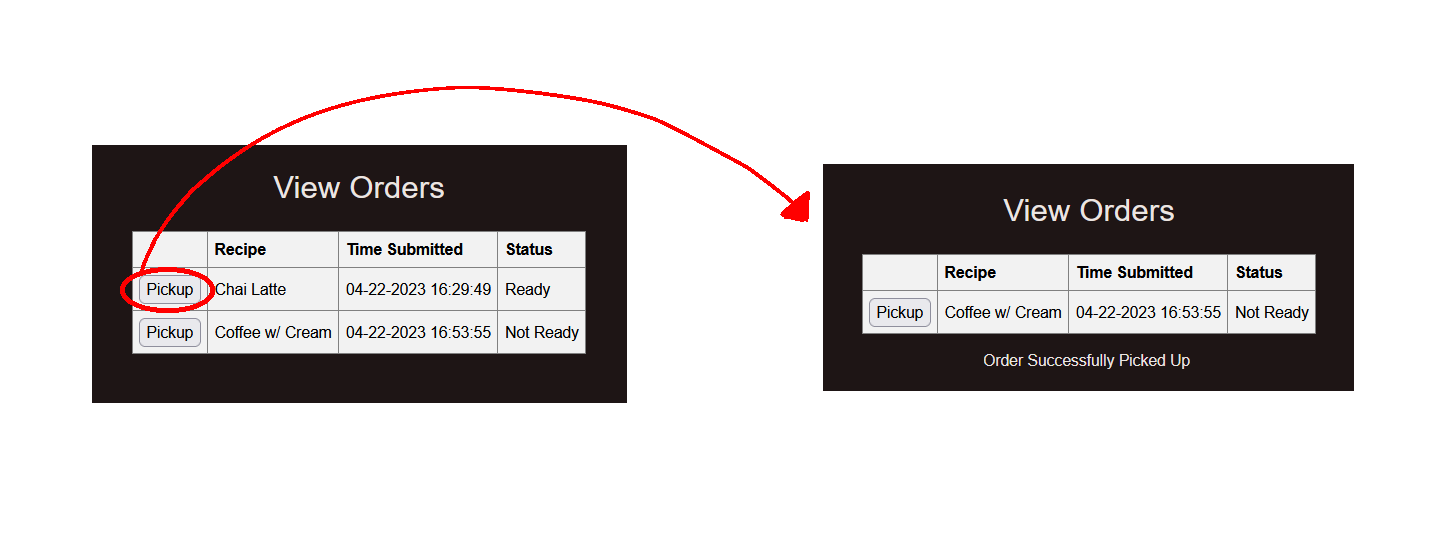 View Orders
Recipe Time Submitted Status
Pickup Chai Latte 04-22-2023 16:29:49 Ready
Pickup Coffee w/ Cream 04-22-2023 16:53:55 Not Ready
View Orders
Recipe Time Submitted Status
Pickup Coffee w/ Cream 04-22-2023 16:53:55 Not Ready
Order Successfully Picked Up